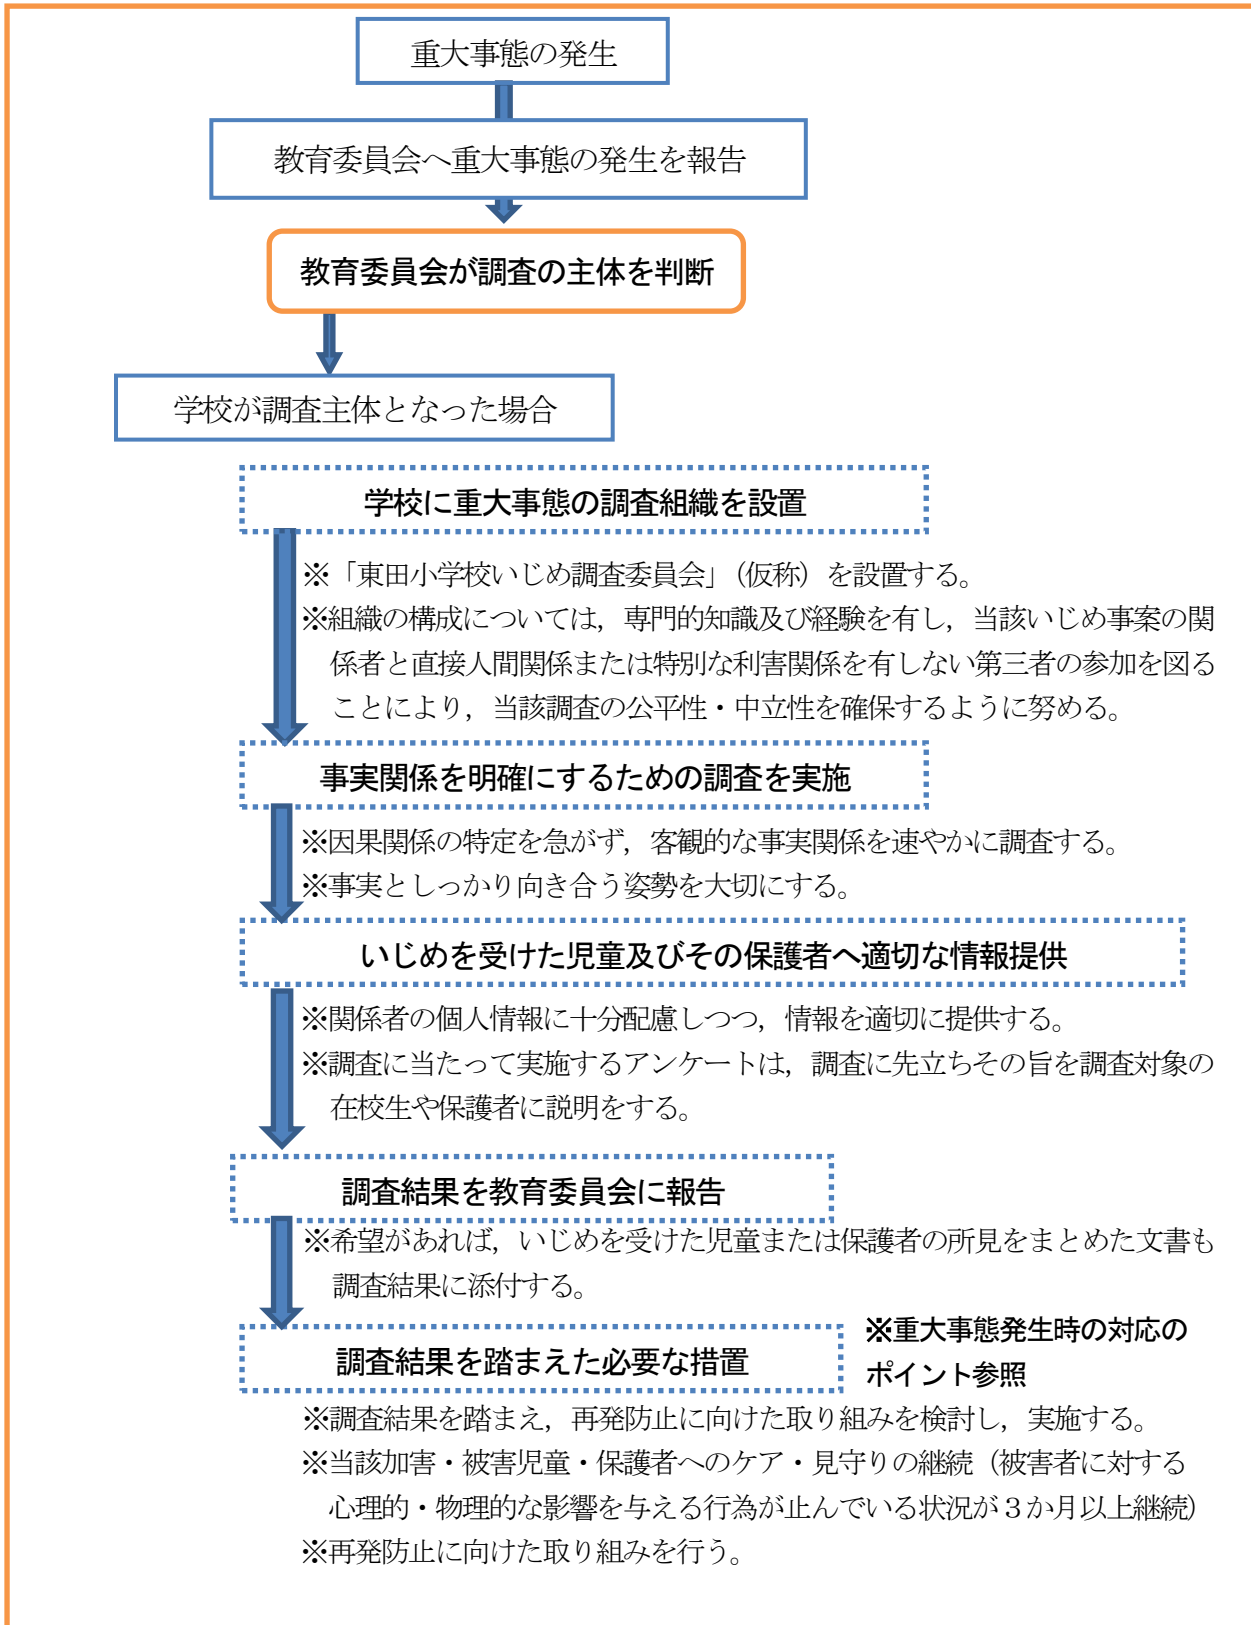 重大事態の発生
教育委員会へ重大事態の発生を報告
教育委員会が調査の主体を判断
学校が調査主体となった場合
学校に重大事態の調査組織を設置
※「東田小学校いじめ調査委員会」（仮称）を設置する。
※組織の構成については，専門的知識及び経験を有し，当該いじめ事案の関
係者と直接人間関係または特別な利害関係を有しない第三者の参加を図る
ことにより，当該調査の公平性・中立性を確保するように努める。
事実関係を明確にするための調査を実施
※因果関係の特定を急がず，客観的な事実関係を速やかに調査する。
※事実としっかり向き合う姿勢を大切にする。
いじめを受けた児童及びその保護者へ適切な情報提供
※関係者の個人情報に十分配慮しつつ，情報を適切に提供する。
※調査に当たって実施するアンケートは，調査に先立ちその旨を調査対象の
在校生や保護者に説明をする。
調査結果を教育委員会に報告
※希望があれば，いじめを受けた児童または保護者の所見をまとめた文書も
調査結果に添付する。
調査結果を踏まえた必要な措置
※重大事態発生時の対応の
ポイント参照
※調査結果を踏まえ，再発防止に向けた取り組みを検討し，実施する。
※当該加害・被害児童・保護者へのケア・見守りの継続（被害者に対する
心理的・物理的な影響を与える行為が止んでいる状況が３か月以上継続）
※再発防止に向けた取り組みを行う。